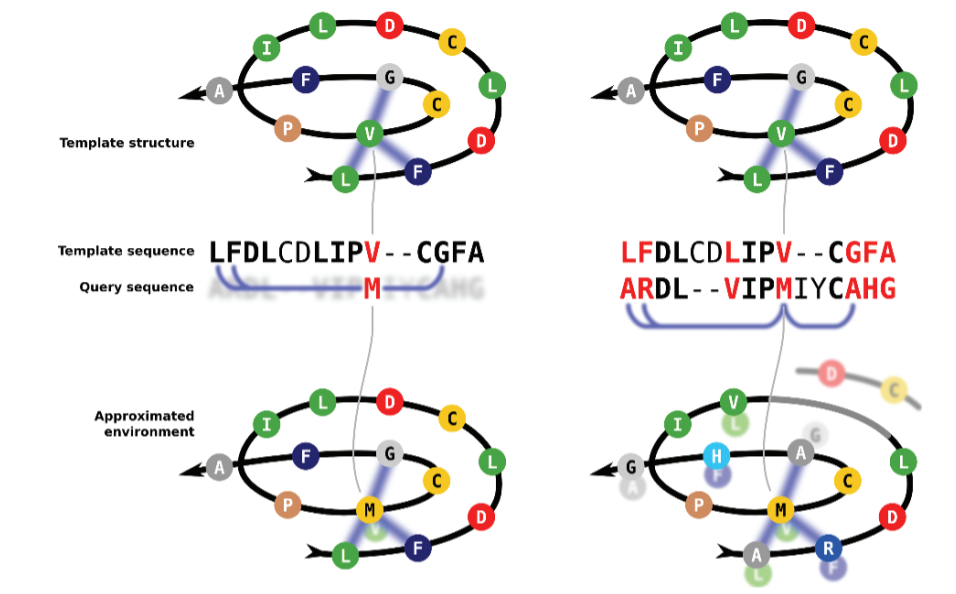 L D L D
I C I C
A F G L A F G L
C C
P V D P V D
Template structure
L F L F
Template sequence LFDLCDLIPV--CGFA LFDLCDLIPV--CGFA
Query sequence M ARDL--VIPMIYCAHG
D C
Approximated
environment
L D V
I C I L
G
A F G L G H A L
A F
P M C D P M C D
V V
L F A R
L F